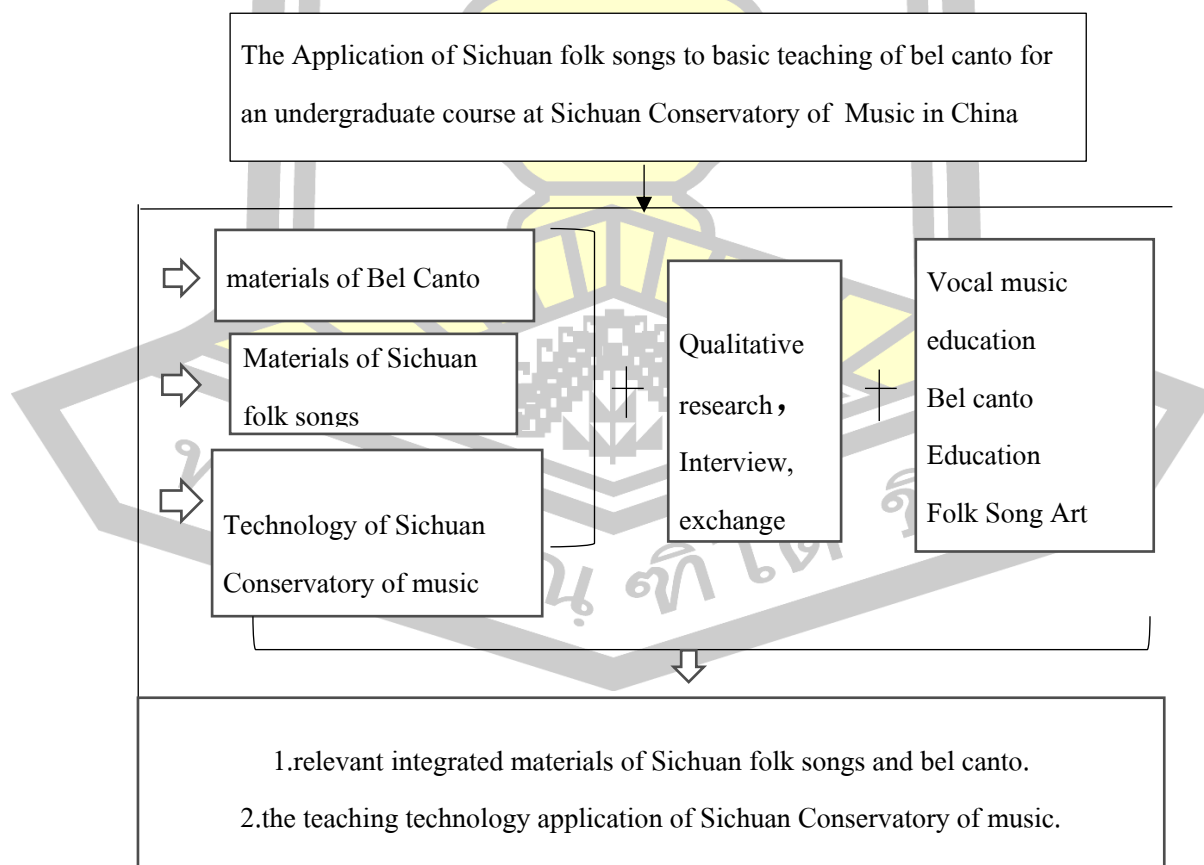 The Application of Sichuan folk songs to basic teaching of bel canto for
an undergraduate course at Sichuan Conservatory of Music in China
materials of Bel Canto
Materials of Sichuan
folk songs
Technology of Sichuan
Conservatory of music
Qualitative
research，
Interview,
exchange
Vocal music
education
Bel canto
Education
Folk Song Art
1.relevant integrated materials of Sichuan folk songs and bel canto.
2.the teaching technology application of Sichuan Conservatory of music.